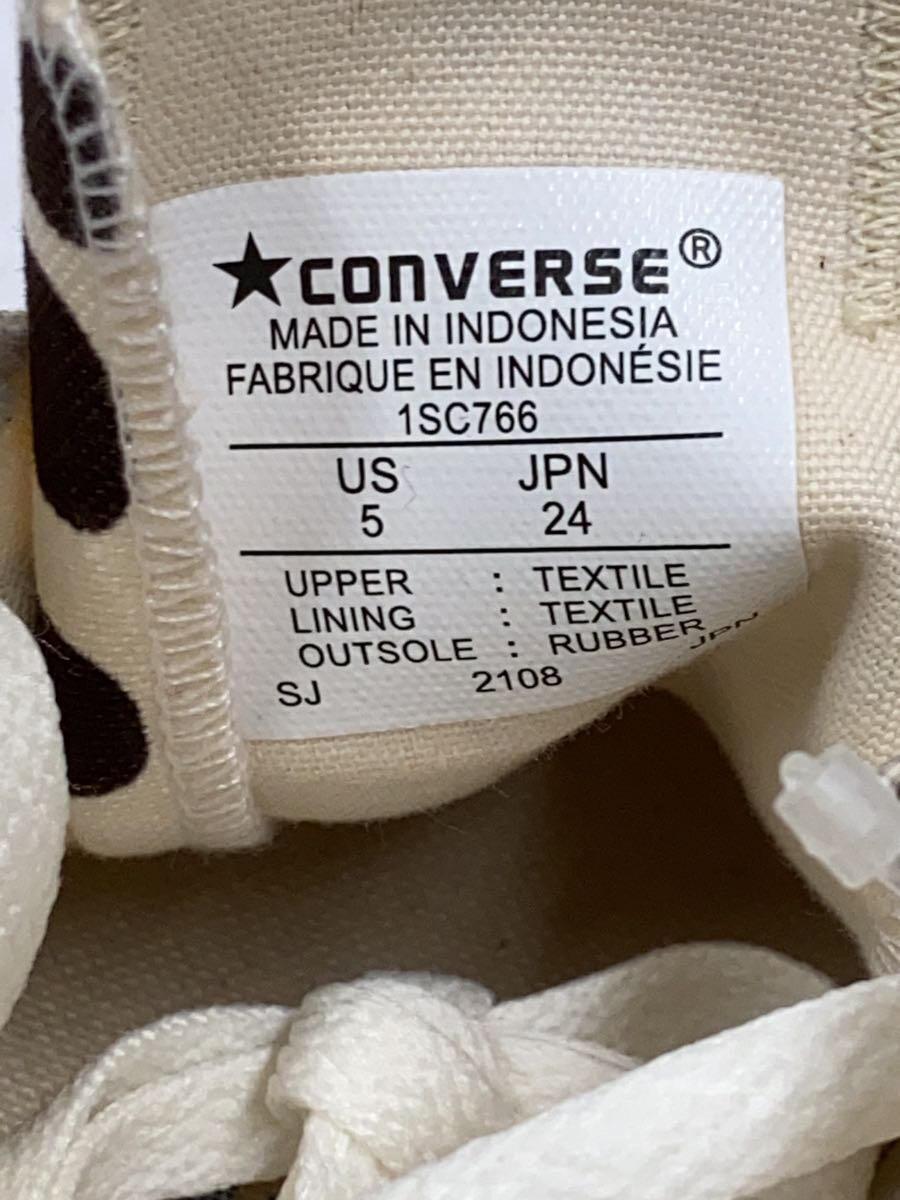 ★CONVERSE®
MADE IN INDONESIA
FABRIQUE EN INDONÉSIE
1SC766
US JPN
5 24
UPPER : TEXTILE
LINING : TEXTILE
OUTSOLE : RUBBER
SJ 2108 JPN